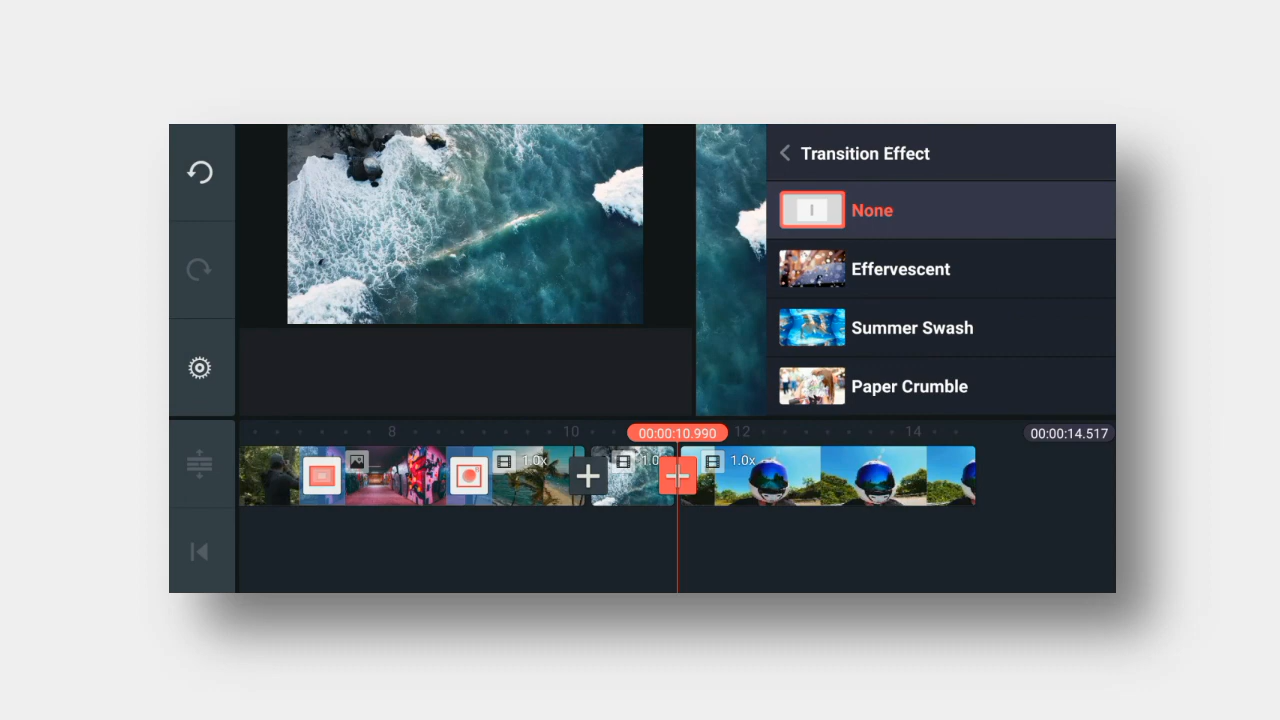 Transition Effect
None
Effervescent
Summer Swash
Paper Crumble
8 10 00:00:10.990 12 14 00:00:14.517
1.0x 1.0 1.0x